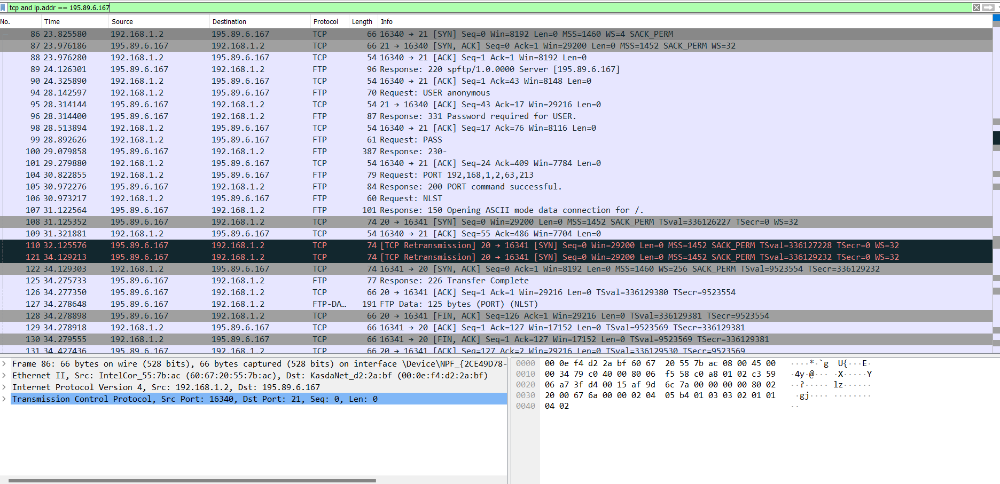 tcp and ip.addr == 195.89.6.167
No. Time Source Destination Protocol Length Info
86 23.825580 192.168.1.2 195.89.6.167 TCP 66 16340 → 21 [SYN] Seq=0 Win=8192 Len=0 MSS=1460 WS=4 SACK_PERM
87 23.976186 195.89.6.167 192.168.1.2 TCP 66 21 → 16340 [SYN, ACK] Seq=0 Ack=1 Win=29200 Len=0 MSS=1452 SACK_PERM WS=32
88 23.976280 192.168.1.2 195.89.6.167 TCP 54 16340 → 21 [ACK] Seq=1 Ack=1 Win=8192 Len=0
89 24.126301 195.89.6.167 192.168.1.2 FTP 96 Response: 220 spftp/1.0.0000 Server [195.89.6.167]
90 24.325890 192.168.1.2 195.89.6.167 TCP 54 16340 → 21 [ACK] Seq=1 Ack=43 Win=8148 Len=0
94 28.142597 192.168.1.2 195.89.6.167 FTP 70 Request: USER anonymous
95 28.314144 195.89.6.167 192.168.1.2 TCP 54 21 → 16340 [ACK] Seq=43 Ack=17 Win=29216 Len=0
96 28.314400 195.89.6.167 192.168.1.2 FTP 87 Response: 331 Password required for USER.
98 28.513894 192.168.1.2 195.89.6.167 TCP 54 16340 → 21 [ACK] Seq=17 Ack=76 Win=8116 Len=0
99 28.892626 192.168.1.2 195.89.6.167 FTP 61 Request: PASS
100 29.079858 195.89.6.167 192.168.1.2 FTP 387 Response: 230-
101 29.279880 192.168.1.2 195.89.6.167 TCP 54 16340 → 21 [ACK] Seq=24 Ack=409 Win=7784 Len=0
104 30.822855 192.168.1.2 195.89.6.167 FTP 79 Request: PORT 192,168,1,2,63,213
105 30.972276 195.89.6.167 192.168.1.2 FTP 84 Response: 200 PORT command successful.
106 30.973217 192.168.1.2 195.89.6.167 FTP 60 Request: NLST
107 31.122564 195.89.6.167 192.168.1.2 FTP 101 Response: 150 Opening ASCII mode data connection for /.
108 31.125352 195.89.6.167 192.168.1.2 TCP 74 20 → 16341 [SYN] Seq=0 Win=29200 Len=0 MSS=1452 SACK_PERM TSval=336126227 TSecr=0 WS=32
109 31.321881 192.168.1.2 195.89.6.167 TCP 54 16340 → 21 [ACK] Seq=55 Ack=486 Win=7704 Len=0
110 32.125576 195.89.6.167 192.168.1.2 TCP 74 [TCP Retransmission] 20 → 16341 [SYN] Seq=0 Win=29200 Len=0 MSS=1452 SACK_PERM TSval=336127228 TSecr=0 WS=32
121 34.129213 195.89.6.167 192.168.1.2 TCP 74 [TCP Retransmission] 20 → 16341 [SYN] Seq=0 Win=29200 Len=0 MSS=1452 SACK_PERM TSval=336129232 TSecr=0 WS=32
122 34.129303 192.168.1.2 195.89.6.167 TCP 74 16341 → 20 [SYN, ACK] Seq=0 Ack=1 Win=8192 Len=0 MSS=1460 WS=256 SACK_PERM TSval=9523554 TSecr=336129232
125 34.275733 195.89.6.167 192.168.1.2 FTP 77 Response: 226 Transfer Complete
126 34.277350 195.89.6.167 192.168.1.2 TCP 66 20 → 16341 [ACK] Seq=1 Ack=1 Win=29216 Len=0 TSval=336129380 TSecr=9523554
127 34.278648 195.89.6.167 192.168.1.2 FTP-DA… 191 FTP Data: 125 bytes (PORT) (NLST)
128 34.278898 195.89.6.167 192.168.1.2 TCP 66 20 → 16341 [FIN, ACK] Seq=126 Ack=1 Win=29216 Len=0 TSval=336129381 TSecr=9523554
129 34.278918 192.168.1.2 195.89.6.167 TCP 66 16341 → 20 [ACK] Seq=1 Ack=127 Win=17152 Len=0 TSval=9523569 TSecr=336129381
130 34.279555 192.168.1.2 195.89.6.167 TCP 66 16341 → 20 [FIN, ACK] Seq=1 Ack=127 Win=17152 Len=0 TSval=9523569 TSecr=336129381
131 34.427436 195.89.6.167 192.168.1.2 TCP 66 20 → 16341 [ACK] Seq=127 Ack=2 Win=29216 Len=0 TSval=336129530 TSecr=9523569
Frame 86: 66 bytes on wire (528 bits), 66 bytes captured (528 bits) on interface \Device\NPF_{2CE49D78-
Ethernet II, Src: IntelCor_55:7b:ac (60:67:20:55:7b:ac), Dst: KasdaNet_d2:2a:bf (00:0e:f4:d2:2a:bf)
Internet Protocol Version 4, Src: 192.168.1.2, Dst: 195.89.6.167
Transmission Control Protocol, Src Port: 16340, Dst Port: 21, Seq: 0, Len: 0
0000 00 0e f4 d2 2a bf 60 67 20 55 7b ac 08 00 45 00 ····*·`g U{···E·
0010 00 34 79 c0 40 00 80 06 f5 58 c0 a8 01 02 c3 59 ·4y·@··· ·X·····Y
0020 06 a7 3f d4 00 15 af 9d 6c 7a 00 00 00 00 80 02 ··?····· lz······
0030 20 00 67 6a 00 00 02 04 05 b4 01 03 03 02 01 01 ·gj···· ········
0040 04 02 ··